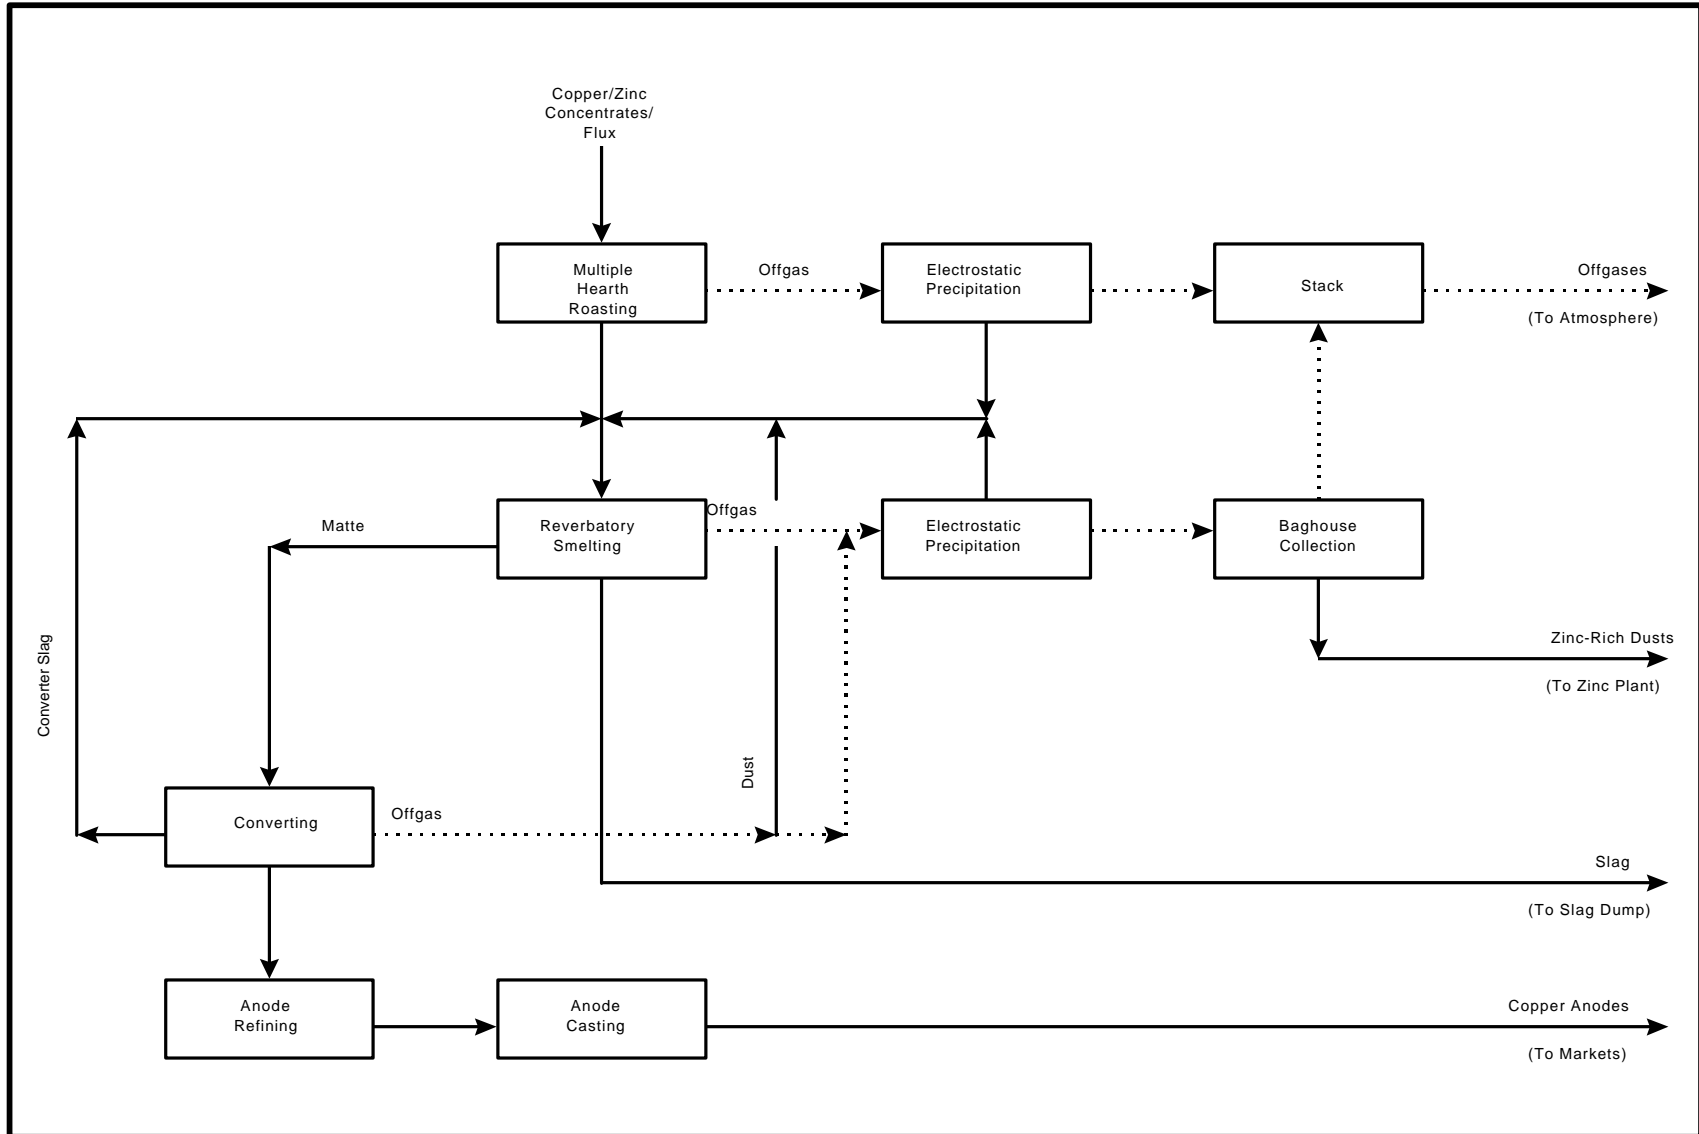 Copper/Zinc
Concentrates/
Flux
Multiple
Hearth
Roasting
Offgas
Electrostatic
Precipitation
Stack
Offgases
(To Atmosphere)
Matte
Reverbatory
Smelting
Offgas
Electrostatic
Precipitation
Baghouse
Collection
Zinc-Rich Dusts
(To Zinc Plant)
Converter Slag
Dust
Converting
Offgas
Slag
(To Slag Dump)
Anode
Refining
Anode
Casting
Copper Anodes
(To Markets)